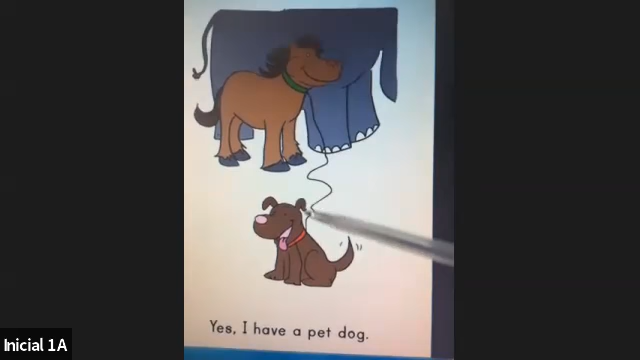 Yes, I have a pet dog.
Inicial 1A